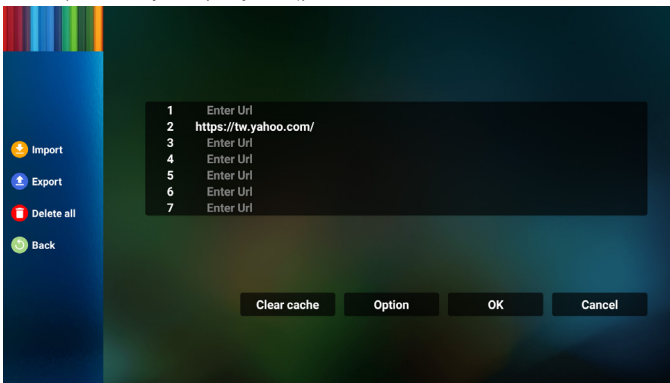 1 Enter Url
2 https://tw.yahoo.com/
3 Enter Url
4 Enter Url
5 Enter Url
6 Enter Url
7 Enter Url
Import
Export
Delete all
Back
Clear cache Option OK Cancel